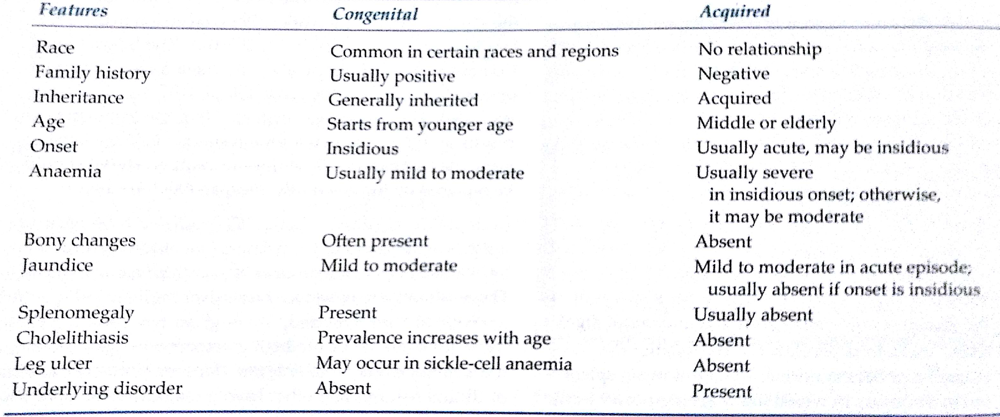 Features Congenital Acquired
Race Common in certain races and regions No relationship
Family history Usually positive Negative
Inheritance Generally inherited Acquired
Age Starts from younger age Middle or elderly
Onset Insidious Usually acute, may be insidious
Anaemia Usually mild to moderate Usually severe
in insidious onset; otherwise,
it may be moderate
Bony changes Often present Absent
Jaundice Mild to moderate Mild to moderate in acute episode;
usually absent if onset is insidious
Splenomegaly Present Usually absent
Cholelithiasis Prevalence increases with age Absent
Leg ulcer May occur in sickle-cell anaemia Absent
Underlying disorder Absent Present